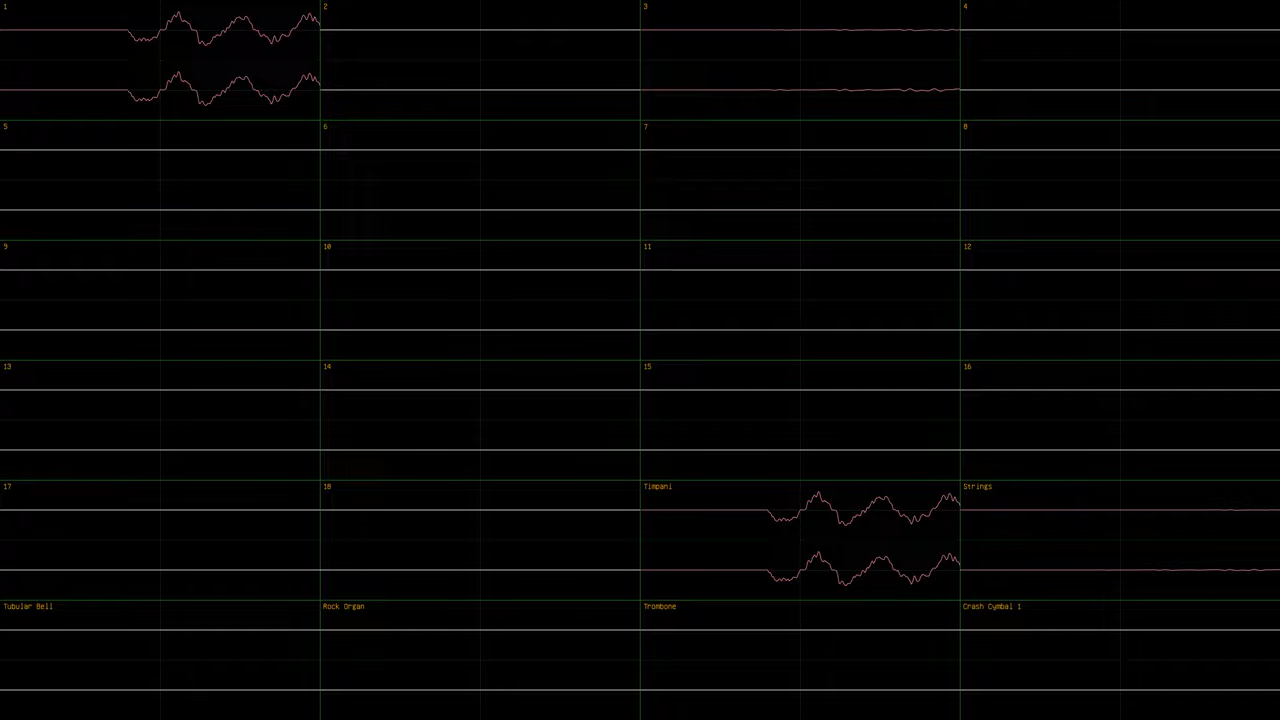 1 2 3 4
5 6 7 8
9 10 11 12
13 14 15 16
17 18 Timpani Strings
Tubular Bell Rock Organ Trombone Crash Cymbal 1